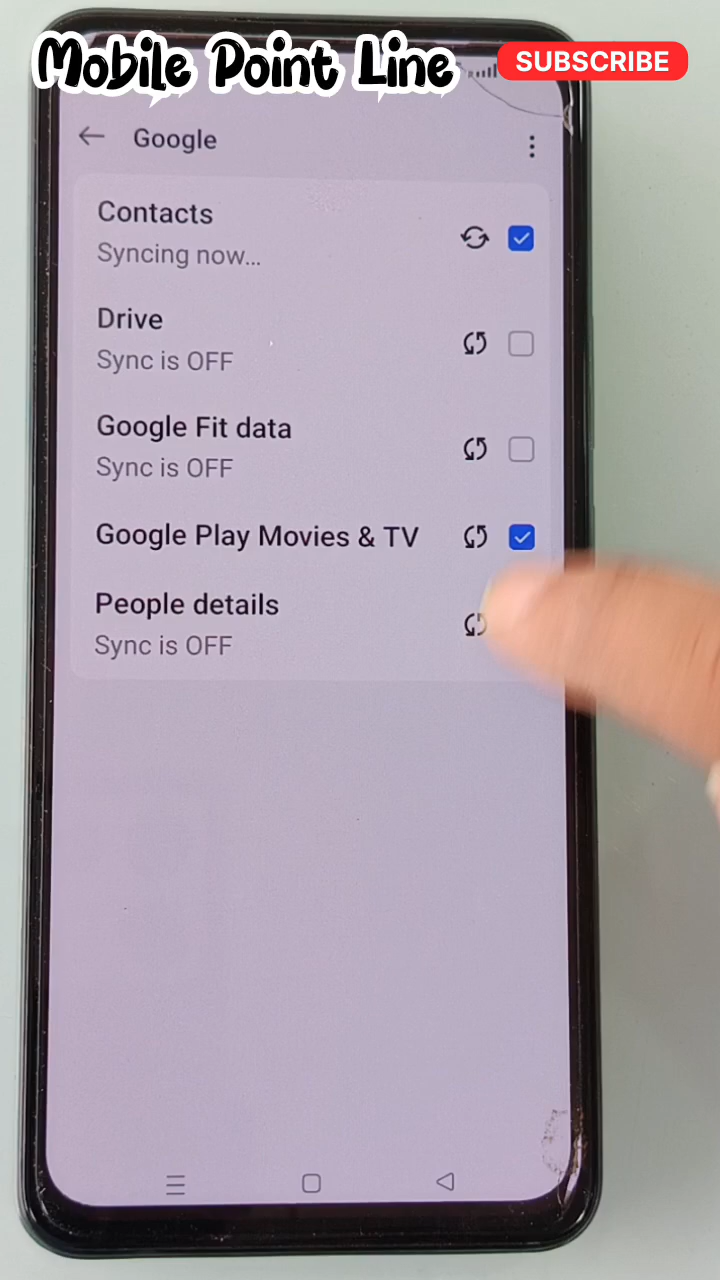 Mobile Point Line
SUBSCRIBE
Google
Contacts
Syncing now...
Drive
Sync is OFF
Google Fit data
Sync is OFF
Google Play Movies & TV
People details
Sync is OFF